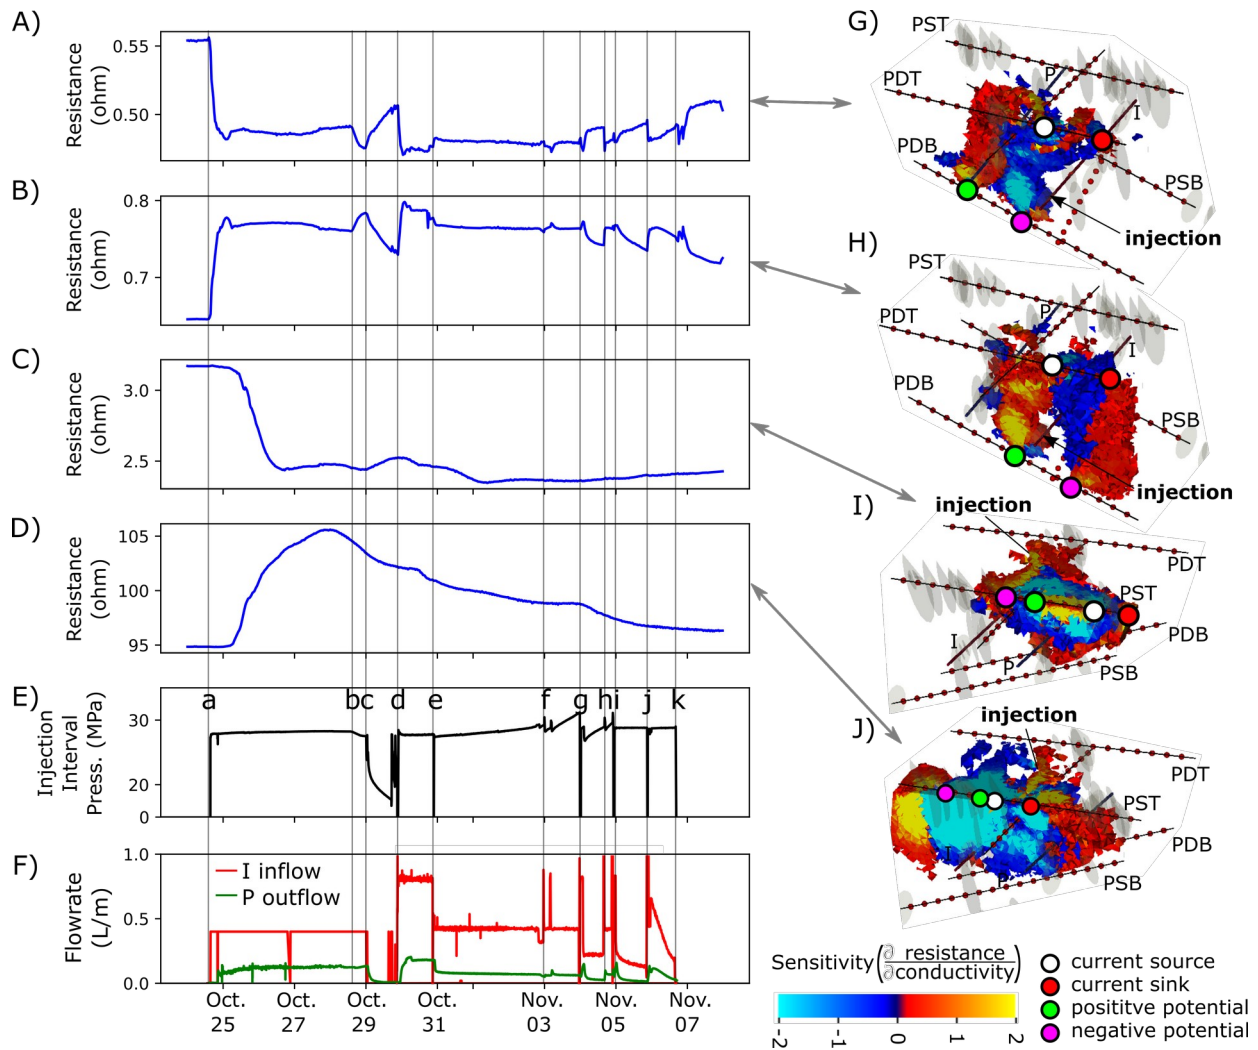 A)
0.55
0.50
Resistance
(ohm)
B)
0.8
0.7
Resistance
(ohm)
C)
3.0
2.5
Resistance
(ohm)
D)
105
100
95
Resistance
(ohm)
E)
a
b
c
d
e
f
g
h
i
j
k
30
20
0
Injection
Interval
Press. (MPa)
F)
1.0
0.5
0.0
Flowrate
(L/m)
I inflow
P outflow
Oct.
25
Oct.
27
Oct.
29
Oct.
31
Nov.
03
Nov.
05
Nov.
07
G)
PST
P
PDT
I
PDB
PSB
injection
H)
PST
P
PDT
I
PDB
PSB
injection
I)
injection
PDT
PST
PDB
I
P
PSB
J)
injection
PDT
PST
PDB
I
P
PSB
Sensitivity(∂ resistance
∂conductivity)
-2
-1
0
1
2
current source
current sink
posititve potential
negative potential